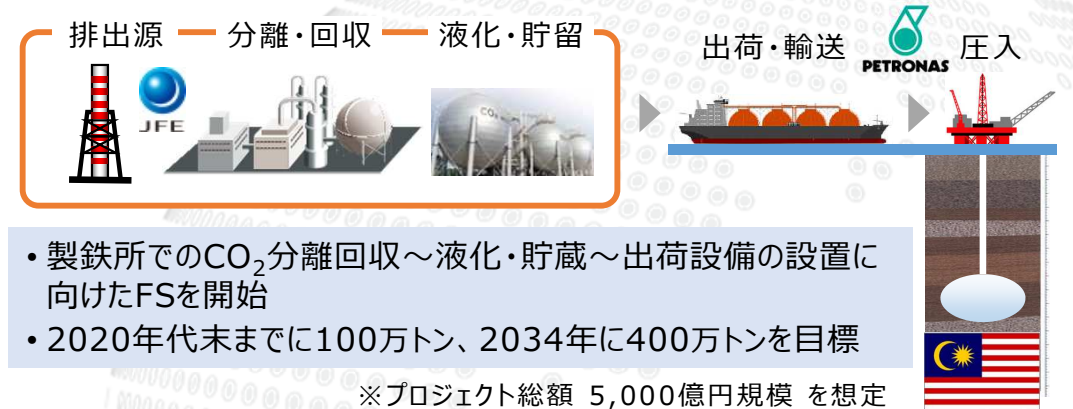 排出源 分離・回収 液化・貯留 出荷・輸送 圧入
JFE
PETRONAS
CO₂
・製鉄所でのCO₂分離回収～液化・貯蔵～出荷設備の設置に
向けたFSを開始
・2020年代末までに100万トン、2034年に400万トンを目標
※プロジェクト総額 5,000億円規模 を想定